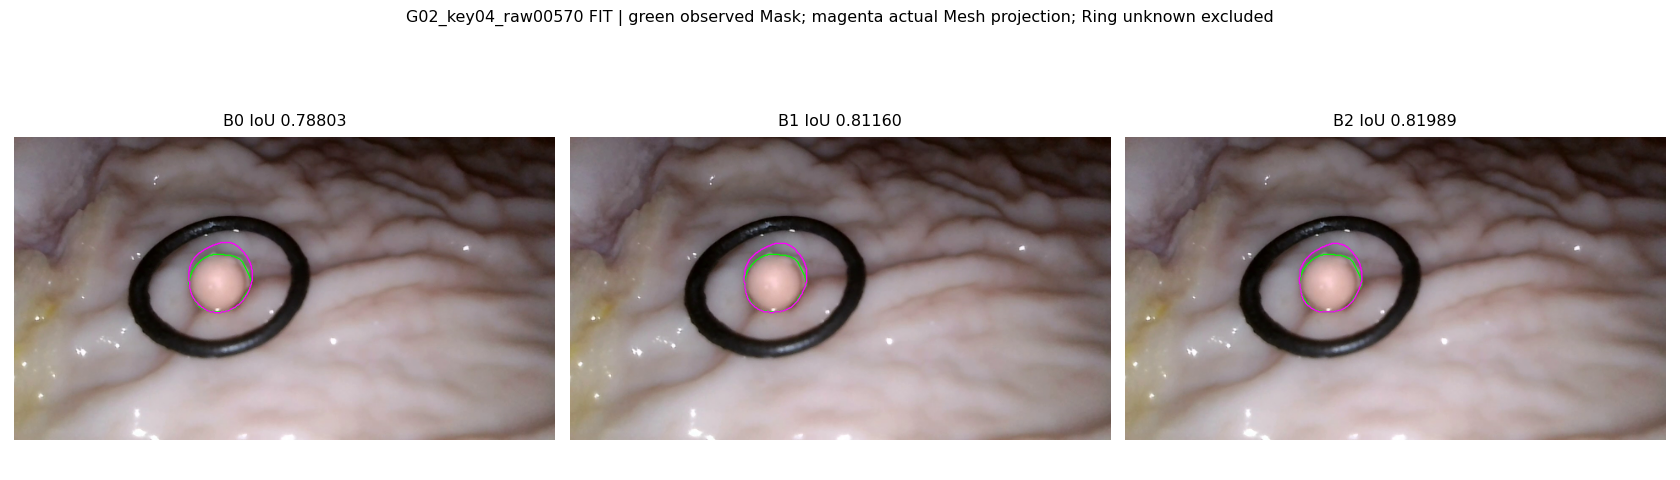 G02_key04_raw00570 FIT | green observed Mask; magenta actual Mesh projection; Ring unknown excluded
B0 IoU 0.78803
B1 IoU 0.81160
B2 IoU 0.81989